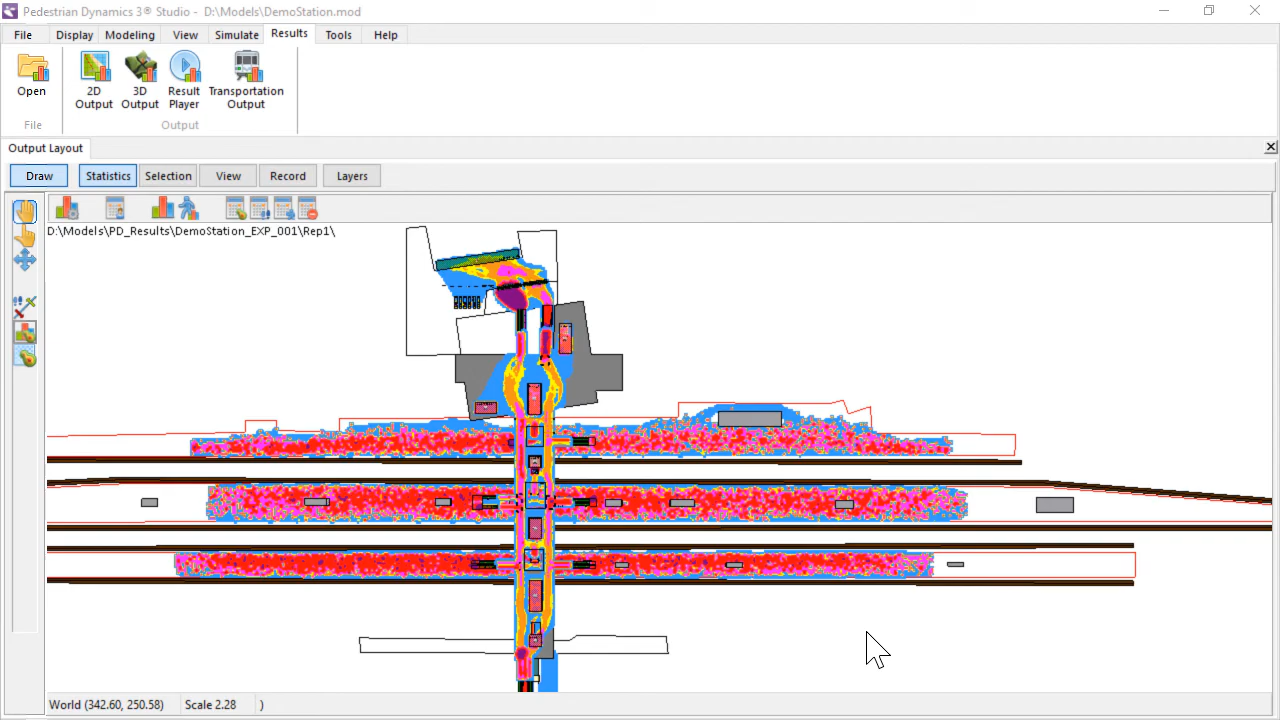 Pedestrian Dynamics 3® Studio - D:\Models\DemoStation.mod
File Display Modeling View Simulate Results Tools Help
Open
2D Output
3D Output
Result Player
Transportation Output
File
Output
Output Layout
Draw Statistics Selection View Record Layers
D:\Models\PD_Results\DemoStation_EXP_001\Rep1\
World (342.60, 250.58) Scale 2.28 )